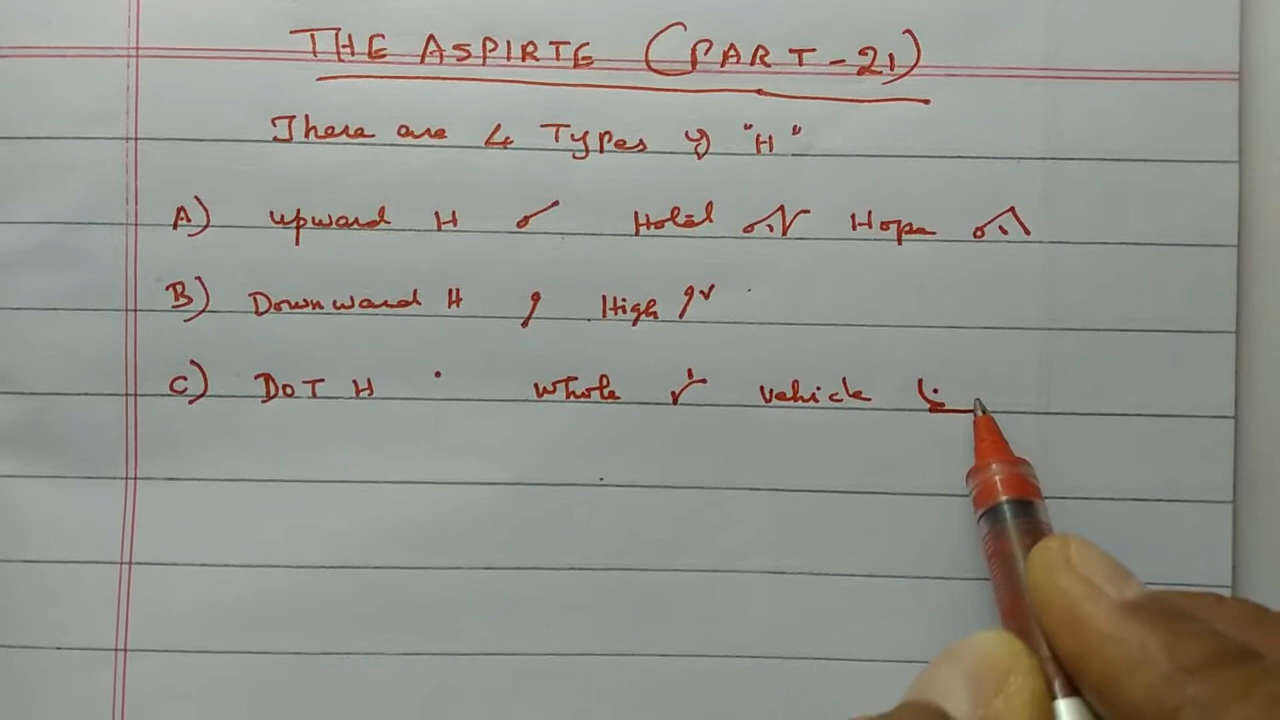 THE ASPIRTE (PART-21)
There are 4 Types of "H"
A) upward H Hotel Hope
B) Downward H High
C) DOT H Whole vehicle